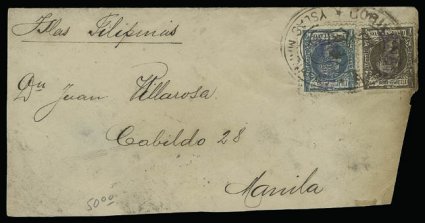 Islas Filipinas
Dn Juan Villarosa.
Cabildo 28
Manila
5000